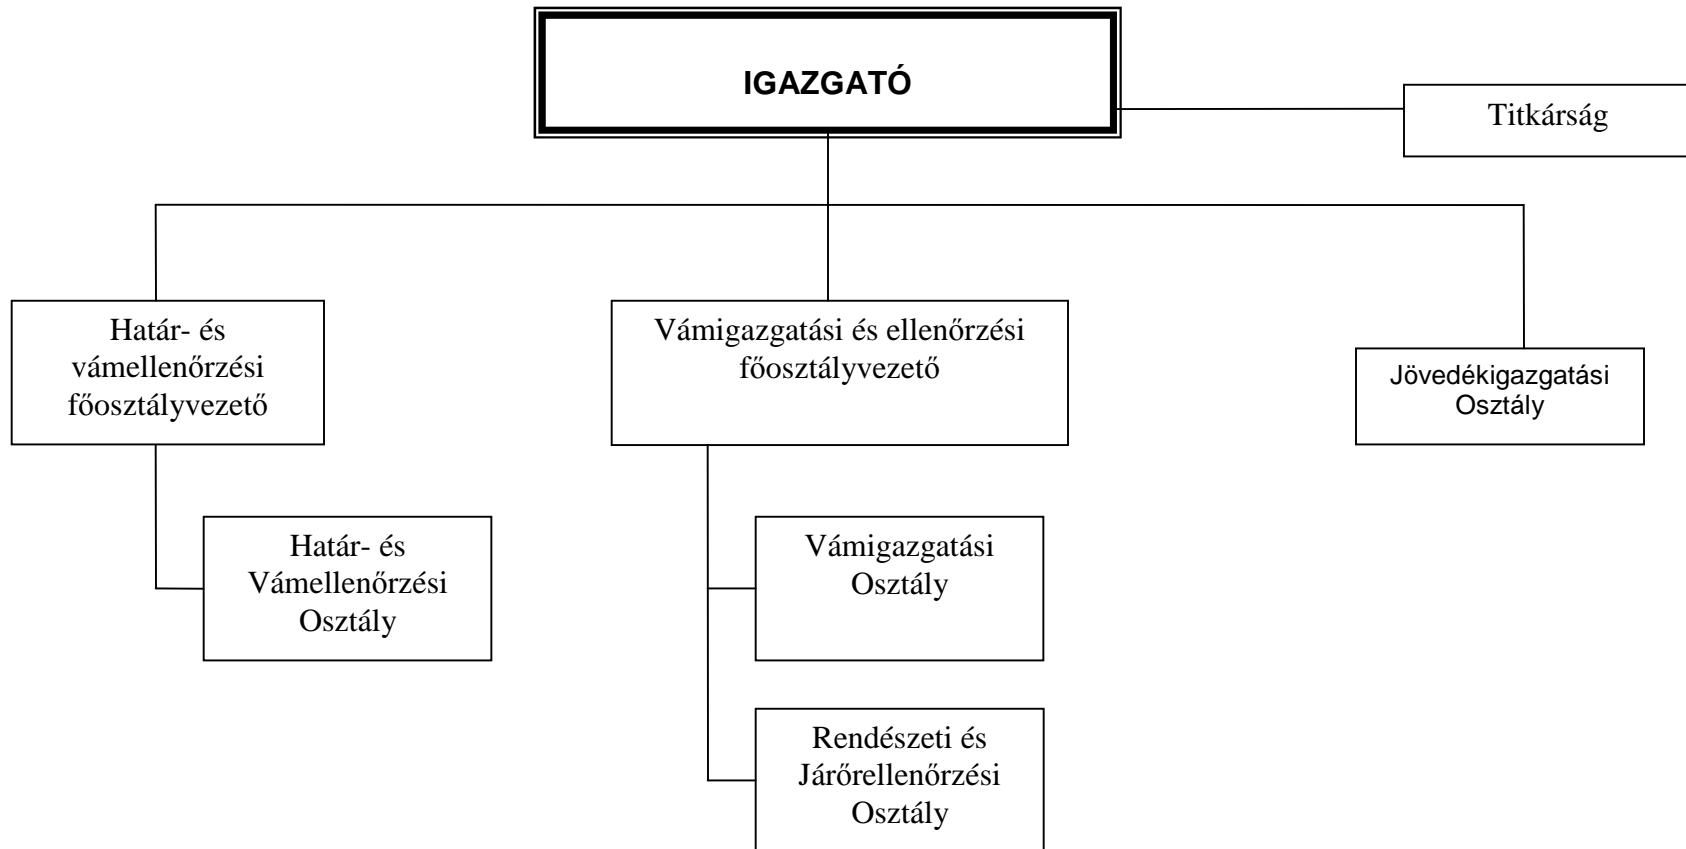 IGAZGATÓ
Titkárság
Határ- és
vámellenőrzési
főosztályvezető
Vámigazgatási és ellenőrzési
főosztályvezető
Jövedékigazgatási
Osztály
Határ- és
Vámellenőrzési
Osztály
Vámigazgatási
Osztály
Rendészeti és
Járőrellenőrzési
Osztály